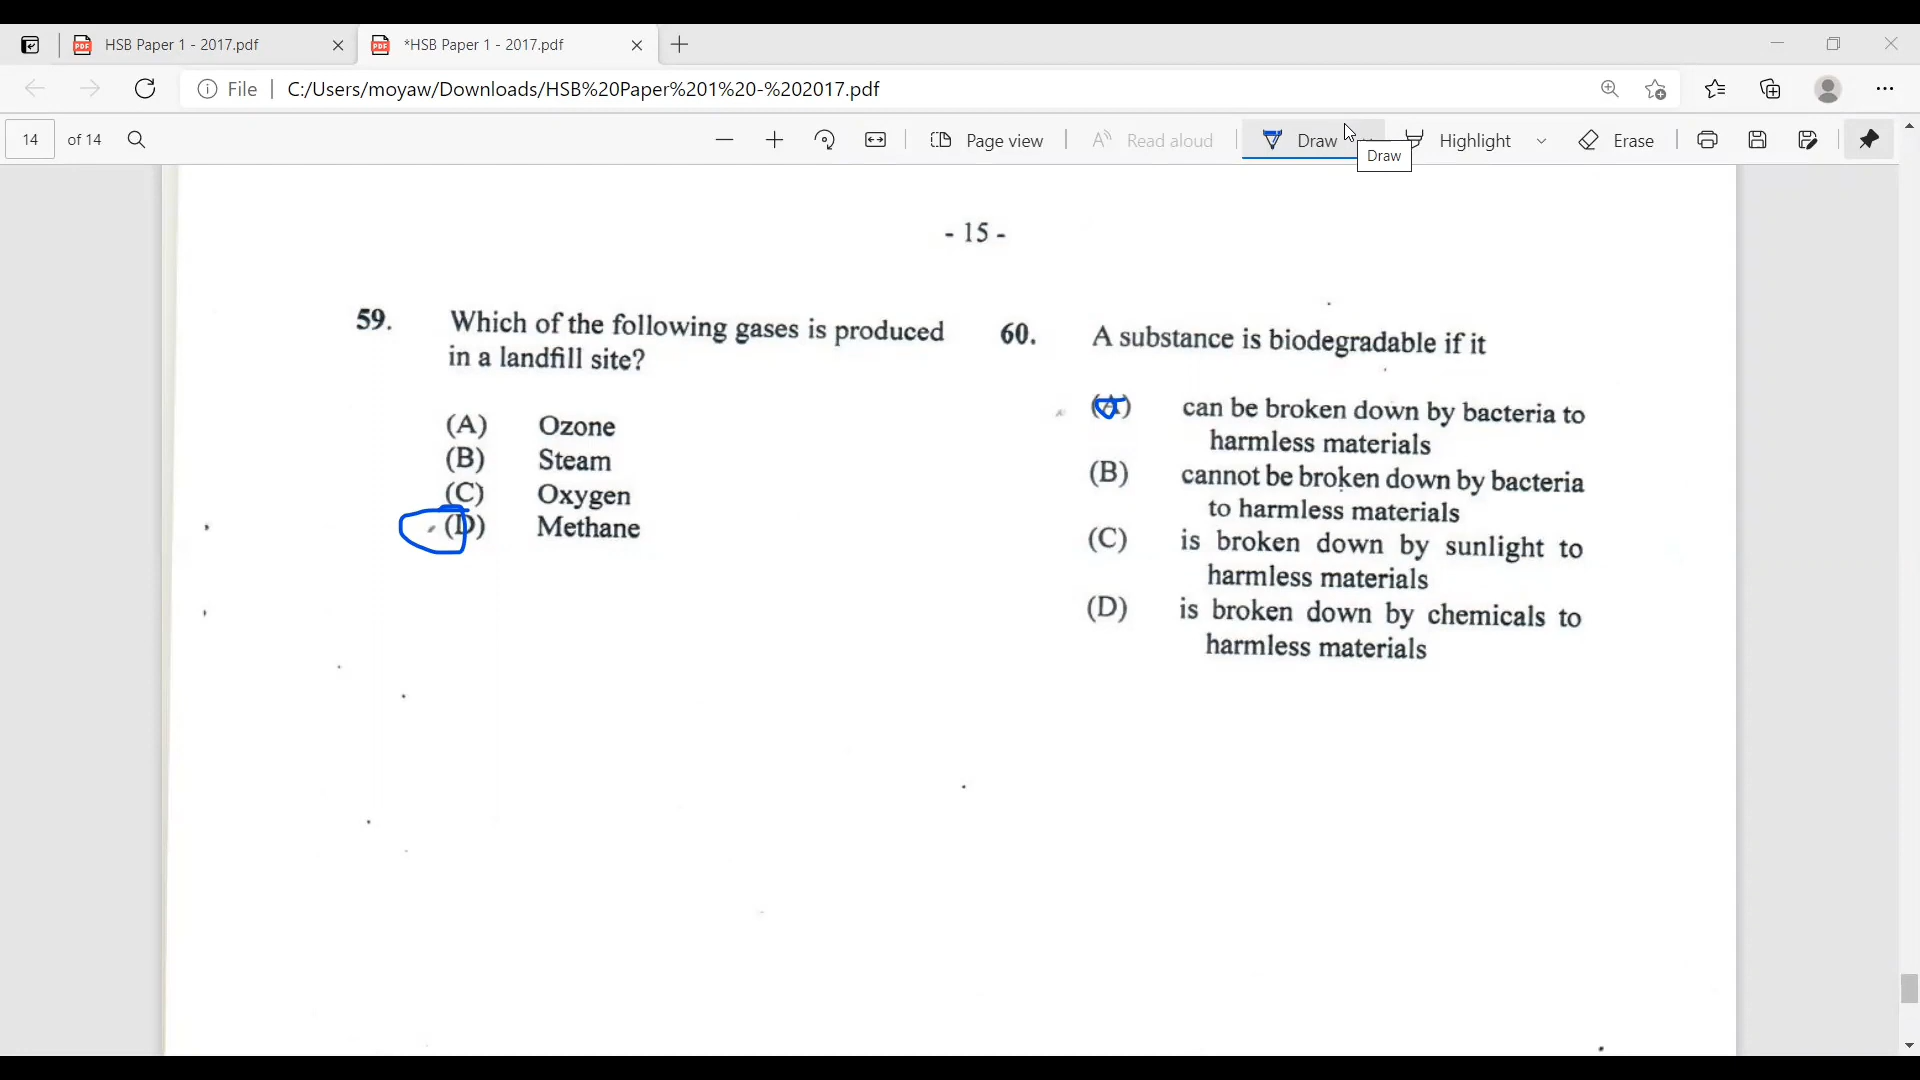 HSB Paper 1 - 2017.pdf
*HSB Paper 1 - 2017.pdf
File
C:/Users/moyaw/Downloads/HSB%20Paper%201%20-%202017.pdf
14 of 14
Page view
Read aloud
Draw
Highlight
Erase
Draw
- 15 -
59. Which of the following gases is produced
in a landfill site?
(A) Ozone
(B) Steam
(C) Oxygen
(D) Methane
60. A substance is biodegradable if it
(A) can be broken down by bacteria to
harmless materials
(B) cannot be broken down by bacteria
to harmless materials
(C) is broken down by sunlight to
harmless materials
(D) is broken down by chemicals to
harmless materials